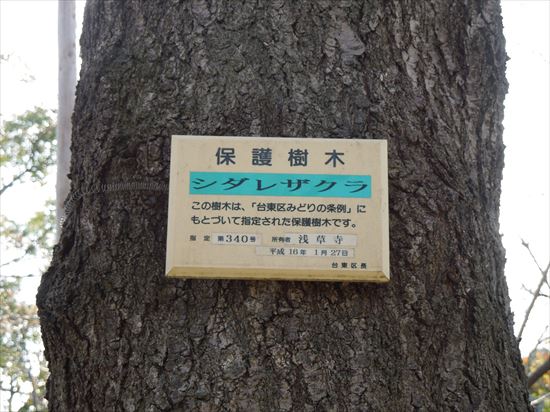 保護樹木
シダレザクラ
この樹木は、「台東区みどりの条例」に
もとづいて指定された保護樹木です。
指定 第340号 所有者 浅草寺
平成16年1月27日
台東区長